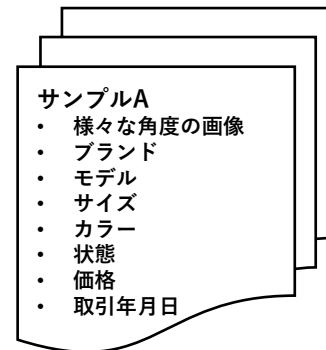 サンプルA
• 様々な角度の画像
• ブランド
• モデル
• サイズ
• カラー
• 状態
• 価格
• 取引年月日